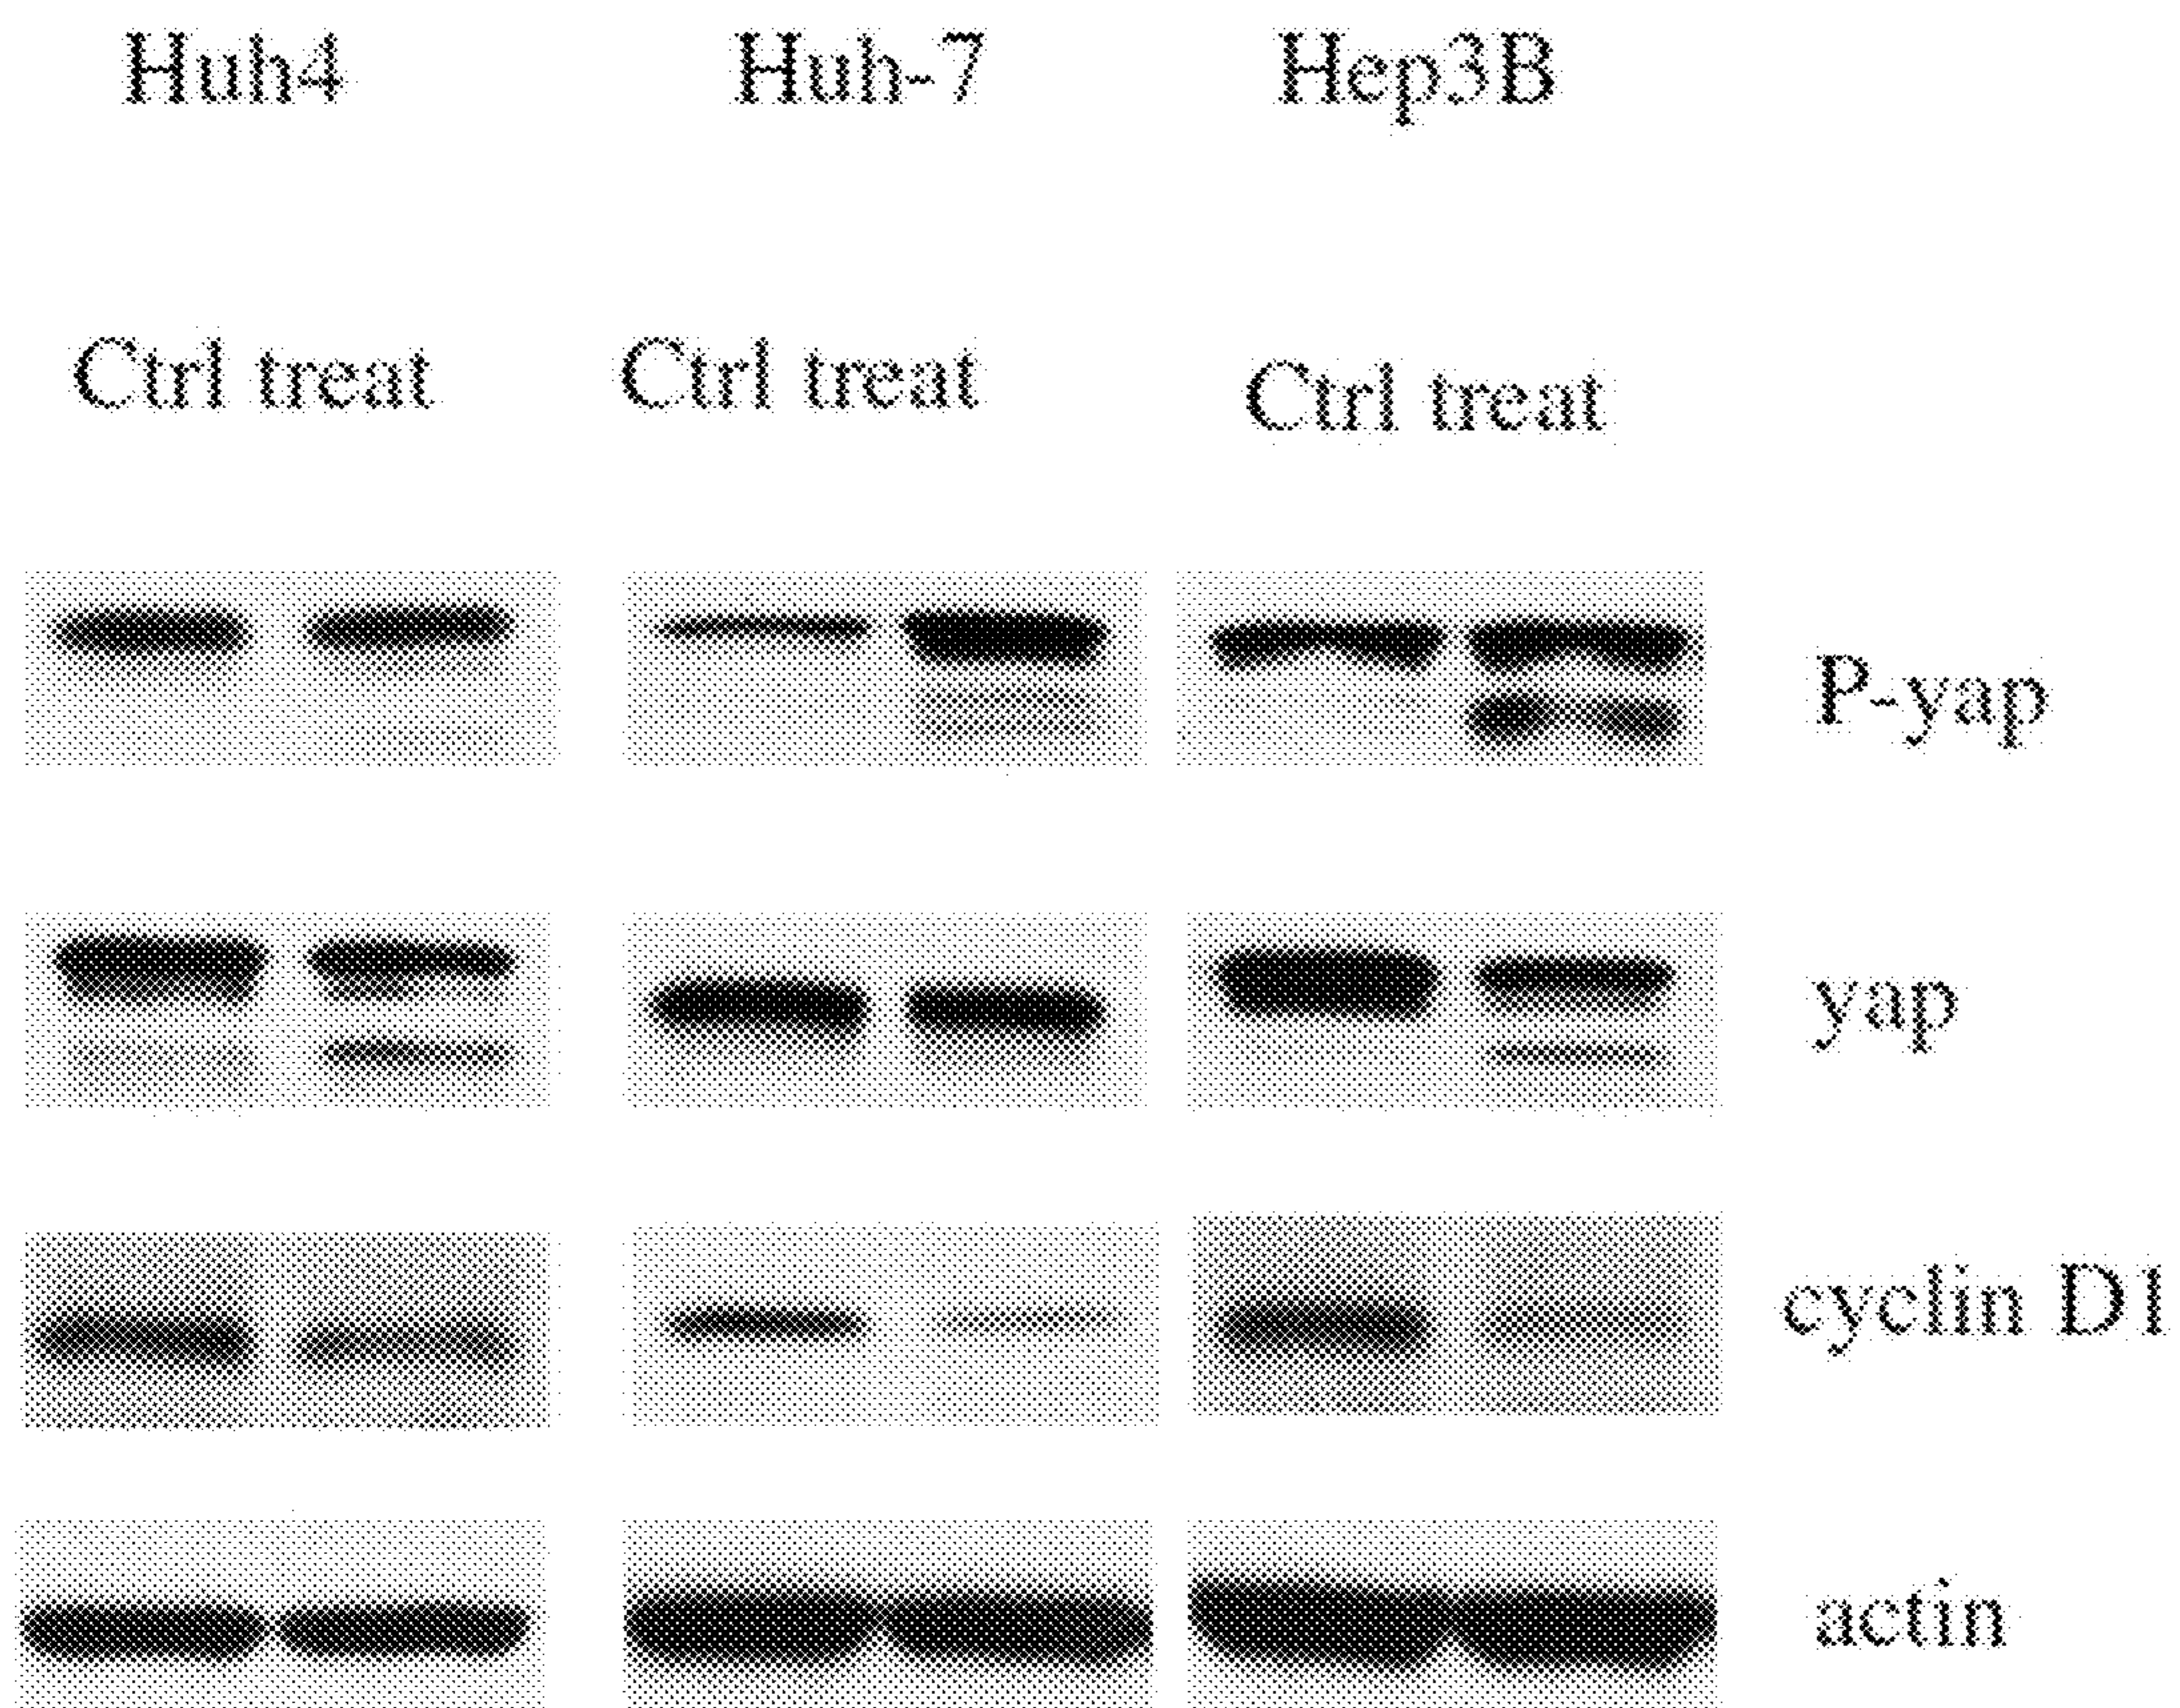 Huh4 Huh-7 Hep3B
Ctrl treat Ctrl treat Ctrl treat
P-yap
yap
cyclin D1
actin